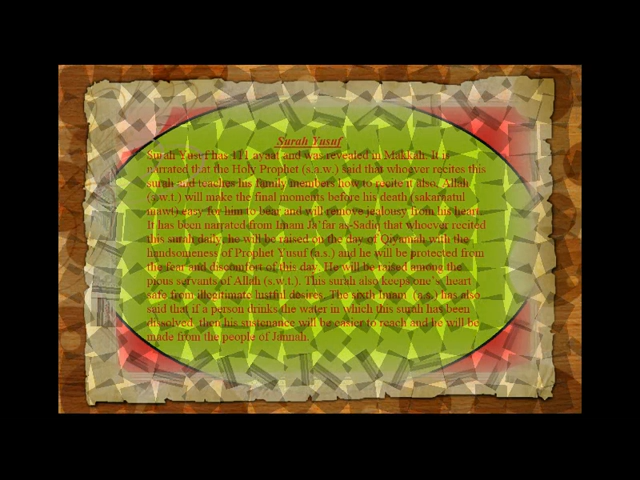 Surah Yusuf
Surah Yusuf has 111 ayaat and was revealed in Makkah. It is
narrated that the Holy Prophet (s.a.w.) said that whoever recites this
surah and teaches his family members how to recite it also, Allah
(s.w.t.) will make the final moments before his death (sakaraatul
mawt) easy for him to bear and will remove jealousy from his heart.
It has been narrated from Imam Ja'far as-Sadiq that whoever recited
this surah daily, he will be raised on the day of Qiyamah with the
handsomeness of Prophet Yusuf (a.s.) and he will be protected from
the fear and discomfort of this day. He will be raised among the
pious servants of Allah (s.w.t.). This surah also keeps one's heart
safe from illegitimate lustful desires. The sixth Imam (a.s.) has also
said that if a person drinks the water in which this surah has been
dissolved, then his sustenance will be easier to reach and he will be
made from the people of Jannah.